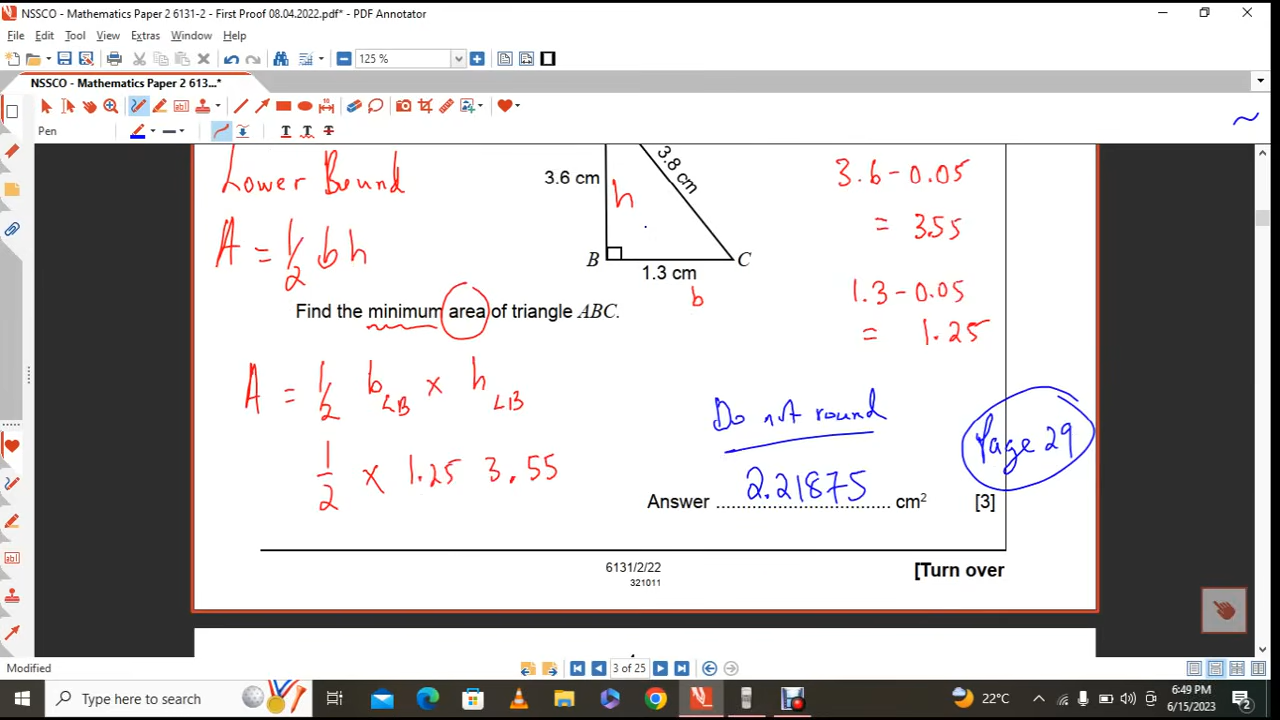 NSSCO - Mathematics Paper 2 6131-2 - First Proof 08.04.2022.pdf* - PDF Annotator
File Edit Tool View Extras Window Help
125 %
NSSCO - Mathematics Paper 2 613...*
Pen
Lower Bound
3.6 cm
h
3.8 cm
3.6 - 0.05
= 3.55
A = 1/2 b h
B
C
1.3 cm
b
1.3 - 0.05
= 1.25
Find the minimum area of triangle ABC.
A = 1/2 b LB × h LB
Do not round
Page 29
1/2 × 1.25 3.55
2.21875
Answer ........................ cm²
[3]
6131/2/22
321011
[Turn over
Modified
3 of 25
Type here to search
22°C
6:49 PM
6/15/2023
2